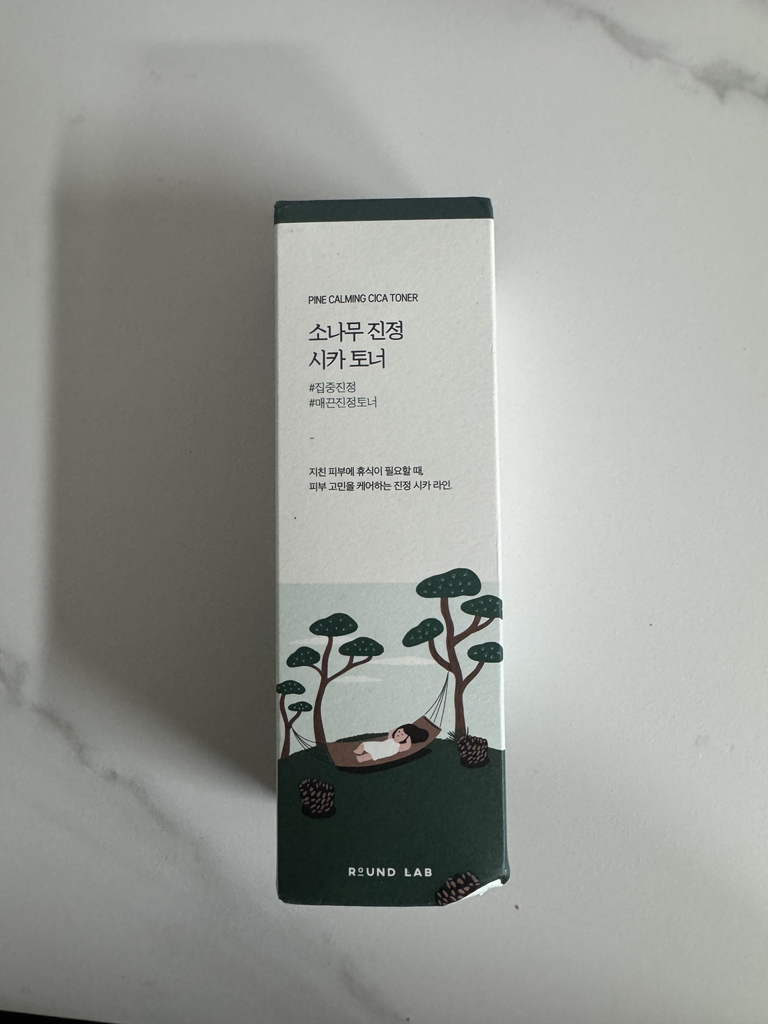 PINE CALMING CICA TONER
소나무 진정
시카 토너
#집중진정
#매끈진정토너
-
지친 피부에 휴식이 필요할 때,
피부 고민을 케어하는 진정 시카 라인.
ROUND LAB